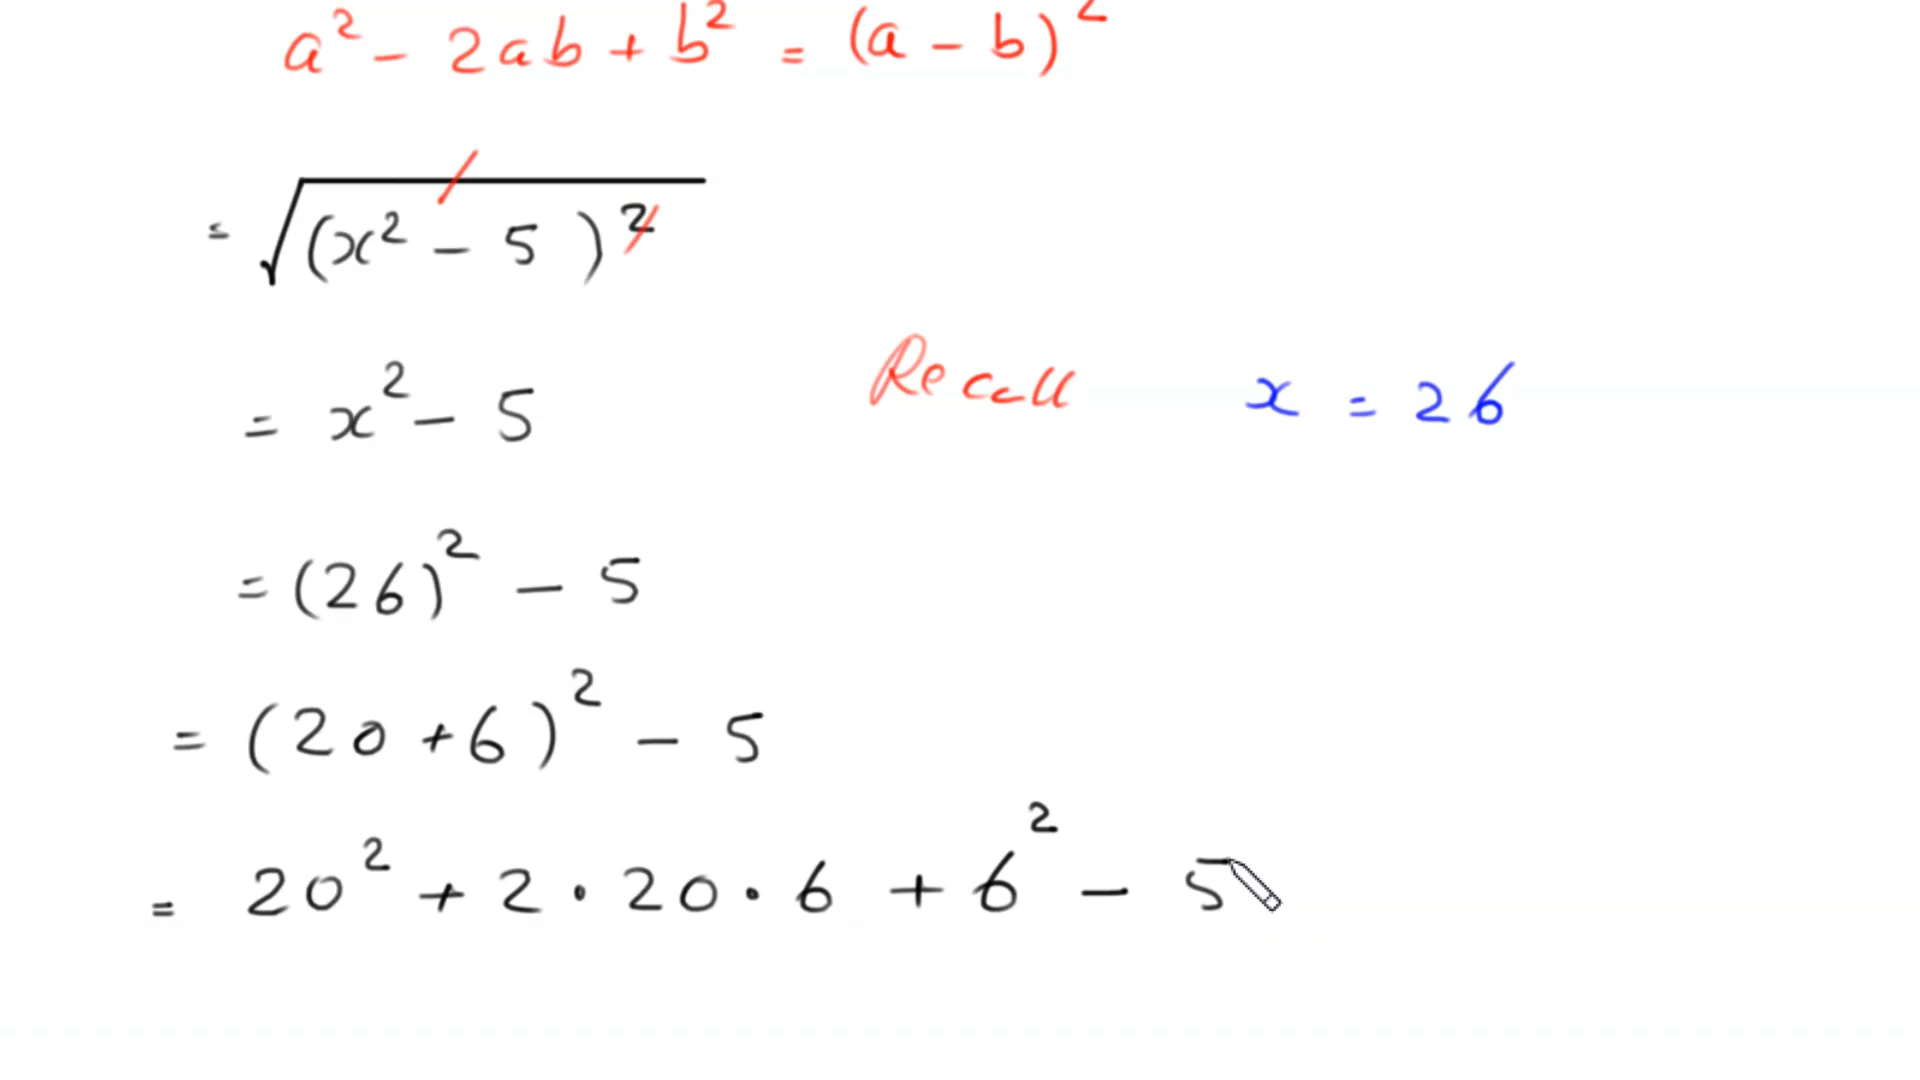 a² - 2ab + b² = (a - b)²
= √(x² - 5)²
= x² - 5 Recall x = 26
= (26)² - 5
= (20 + 6)² - 5
= 20² + 2 · 20 · 6 + 6² - 5